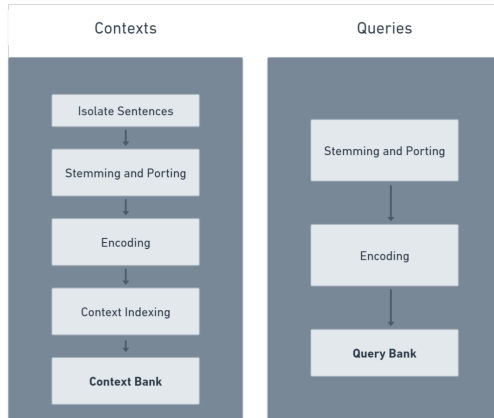 Contexts
Isolate Sentences
Stemming and Porting
Encoding
Context Indexing
Context Bank
Queries
Stemming and Porting
Encoding
Query Bank